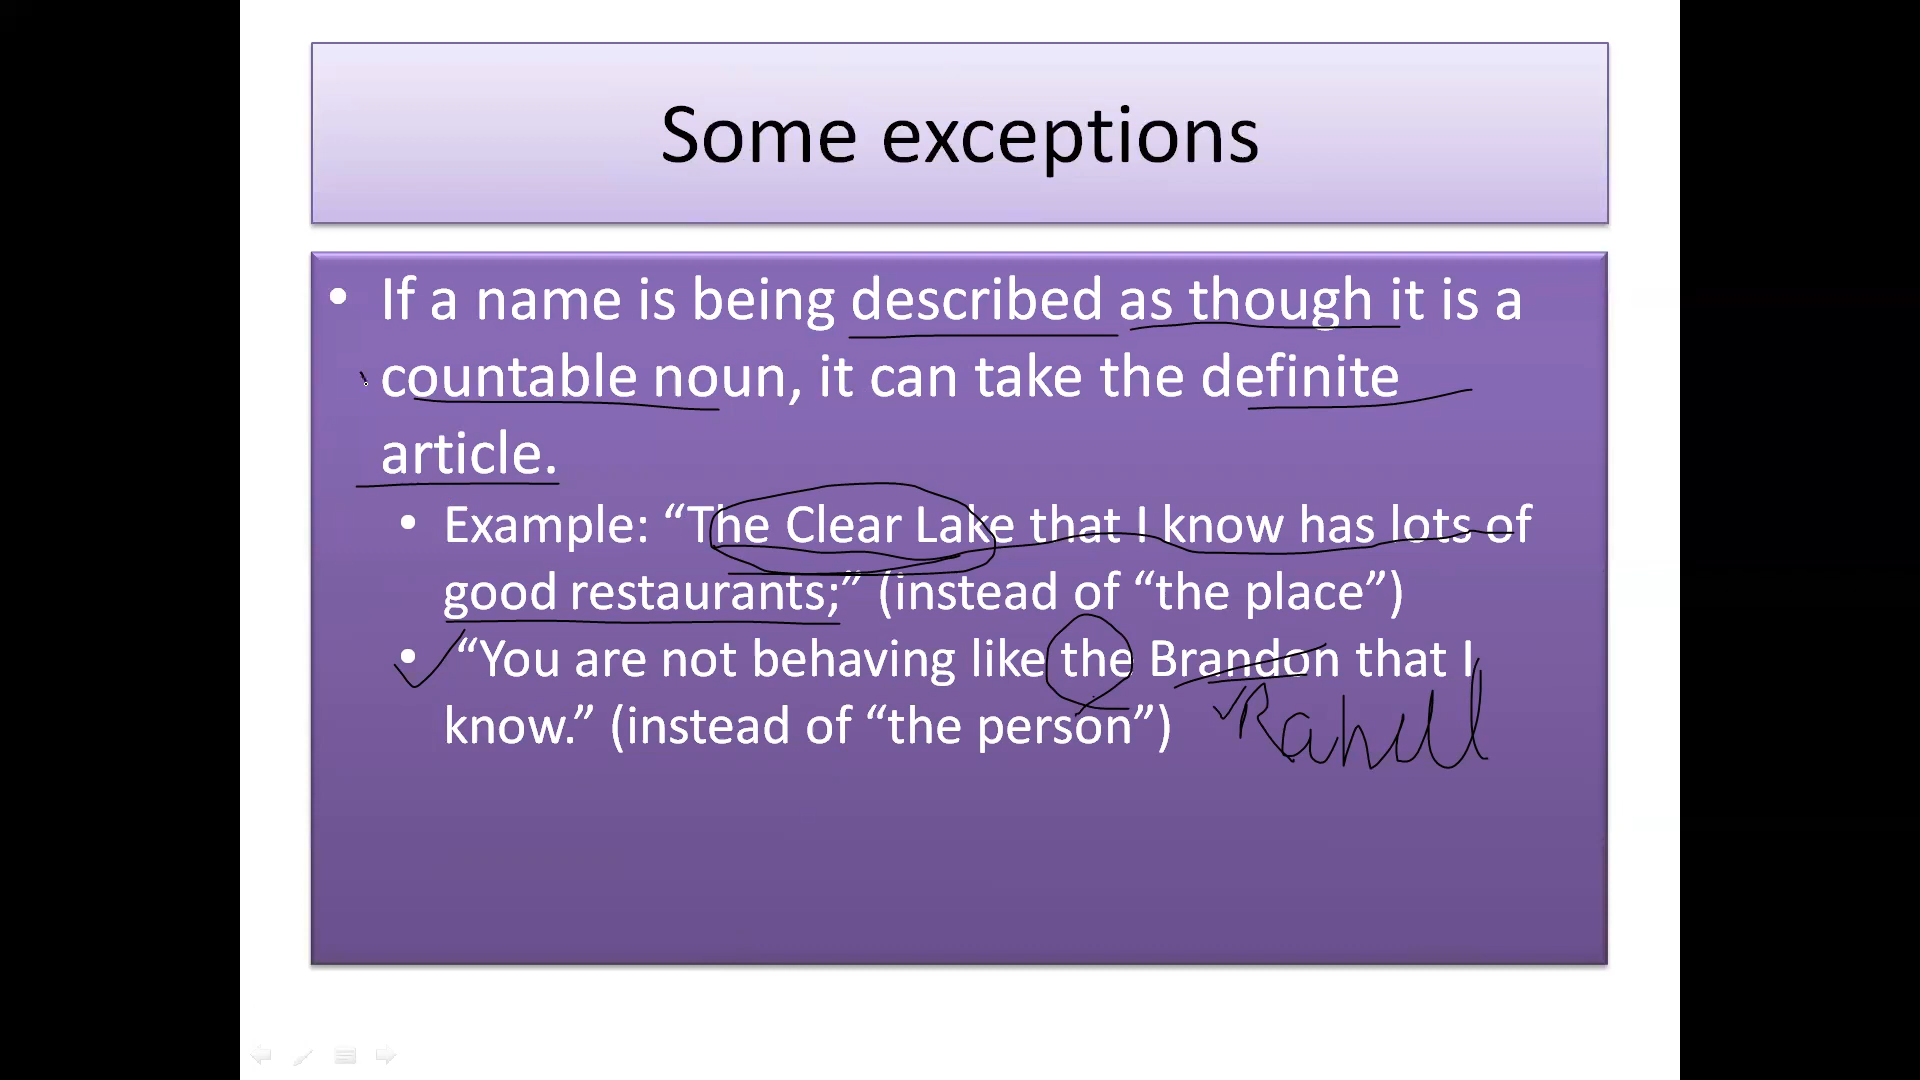 Some exceptions
• If a name is being described as though it is a
countable noun, it can take the definite
article.
• Example: “The Clear Lake that I know has lots of
good restaurants;” (instead of “the place”)
• “You are not behaving like the Brandon that I
know.” (instead of “the person”)